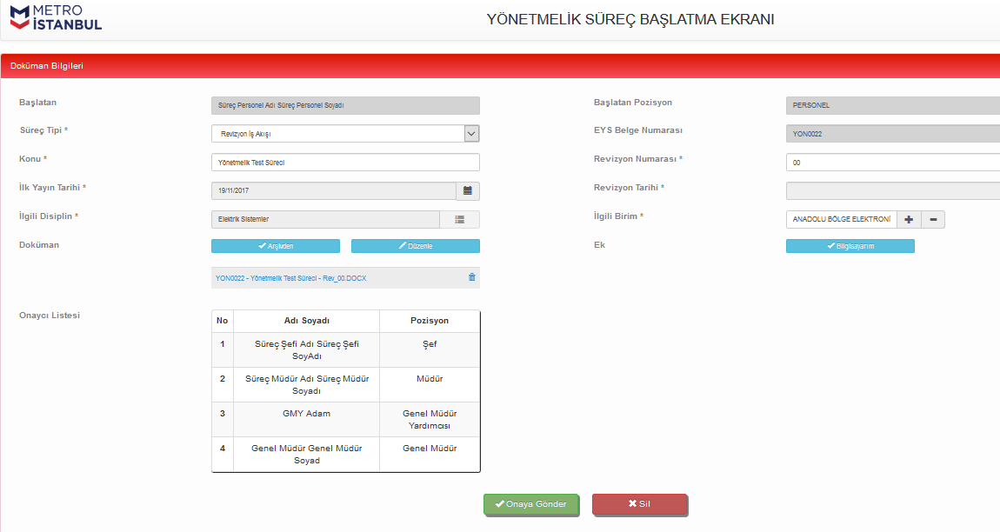 METRO
İSTANBUL
YÖNETMELİK SÜREÇ BAŞLATMA EKRANI
Doküman Bilgileri
Başlatan
Süreç Personel Adı Süreç Personel Soyadı
Başlatan Pozisyon
PERSONEL
Süreç Tipi *
Revizyon İş Akışı
EYS Belge Numarası
YON0022
Konu *
Yönetmelik Test Süreci
Revizyon Numarası *
00
İlk Yayın Tarihi *
19/11/2017
Revizyon Tarihi *
İlgili Disiplin *
Elektrik Sistemler
İlgili Birim *
ANADOLU BÖLGE ELEKTRONİ
Doküman
Arşivden
Düzenle
Ek
Bilgisayarım
YON0022 - Yönetmelik Test Süreci - Rev_00.DOCX
Onaycı Listesi
No Adı Soyadı Pozisyon
1 Süreç Şefi Adı Süreç Şefi Şef
SoyAdı
2 Süreç Müdür Adı Süreç Müdür Müdür
Soyadı
3 GMY Adam Genel Müdür
Yardımcısı
4 Genel Müdür Genel Müdür Genel Müdür
Soyad
Onaya Gönder
Sil